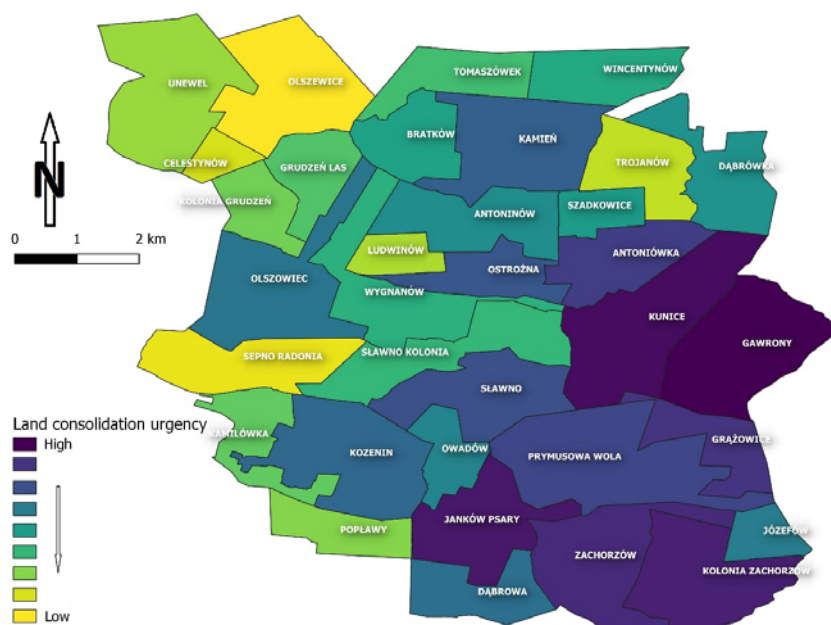 UNEWEL
OLSZEWICE
TOMASZÓWEK
WINCENTYNÓW
BRATKÓW
KAMIEŃ
CELESTYNÓW
GRUDZEŃ LAS
TROJANÓW
DĄBRÓWKA
N
KOLONIA GRUDZEŃ
ANTONINÓW
SZADKOWICE
0 1 2 km
LUDWINÓW
OSTROŻNA
ANTONIÓWKA
OLSZOWIEC
WYGNANÓW
KUNICE
GAWRONY
SEPNO RADONIA
SŁAWNO KOLONIA
SŁAWNO
Land consolidation urgency
High
KAMILÓWKA
KOZENIN
OWADÓW
PRYMUSOWA WOLA
GRĄŻOWICE
POPŁAWY
JANKÓW PSARY
JÓZEFÓW
ZACHORZÓW
KOLONIA ZACHORZÓW
DĄBROWA
Low